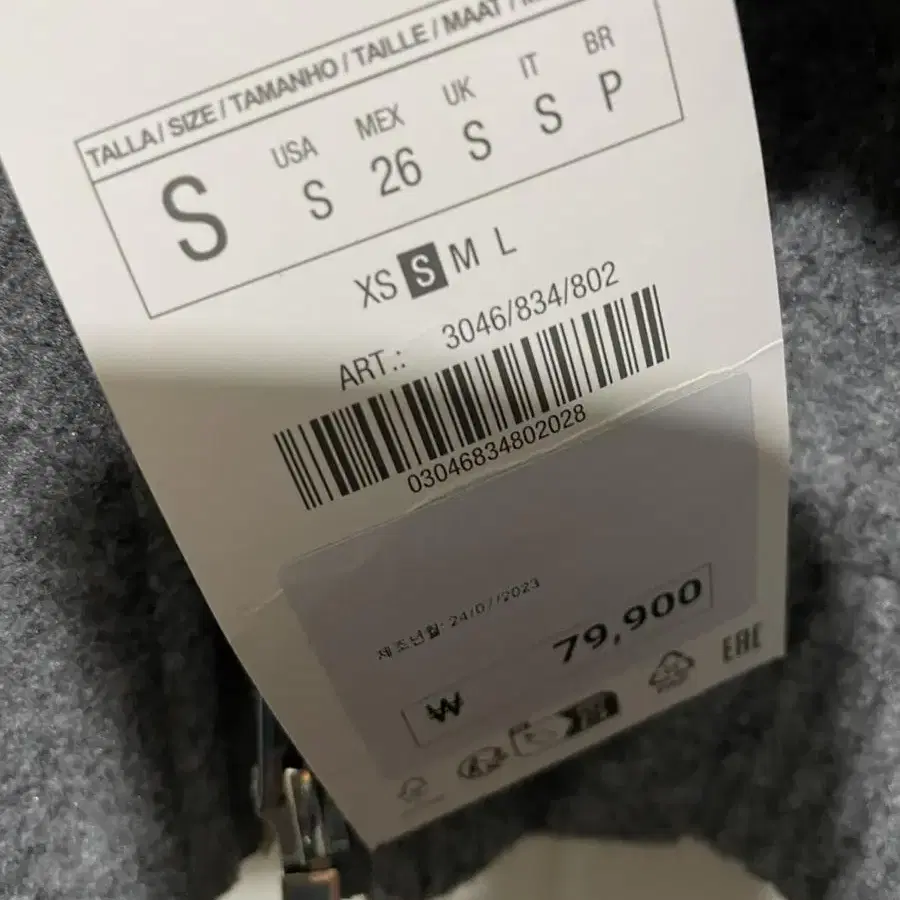 TALLA / SIZE / TAMANHO / TAILLE / MAAT /
USA MEX UK IT BR
S S 26 S S P
XS S M L
ART.: 3046/834/802
03046834802028
제조년월: 24/07/2023
₩ 79,900
EAC